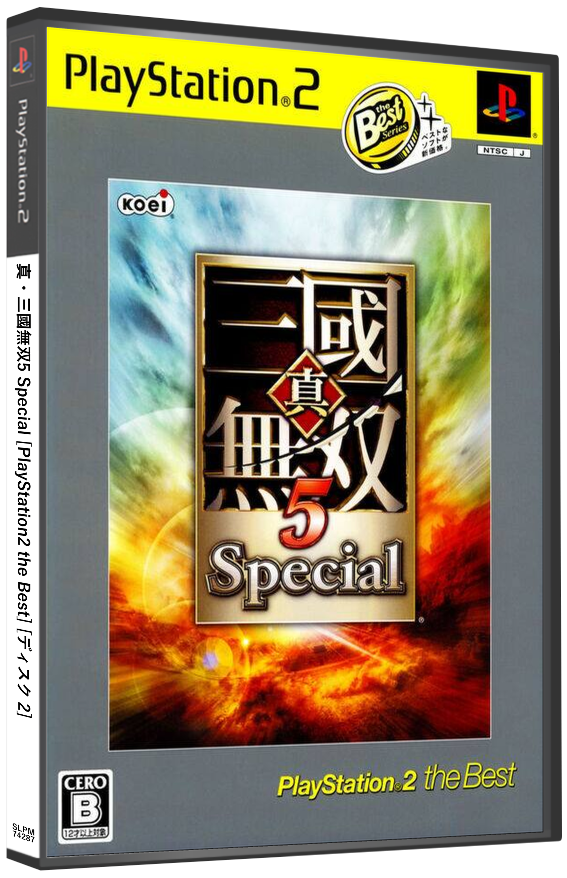 PlayStation®2
the
Best
Series
ベストな
ソフトが、
新価格。
NTSC J
KOEI
三國
真
無双
5
Special
PlayStation®2 the Best
CERO
B
12才以上対象
PlayStation®2
真・三國無双5 Special [PlayStation2 the Best] [ディスク 2]
SLPM
74287